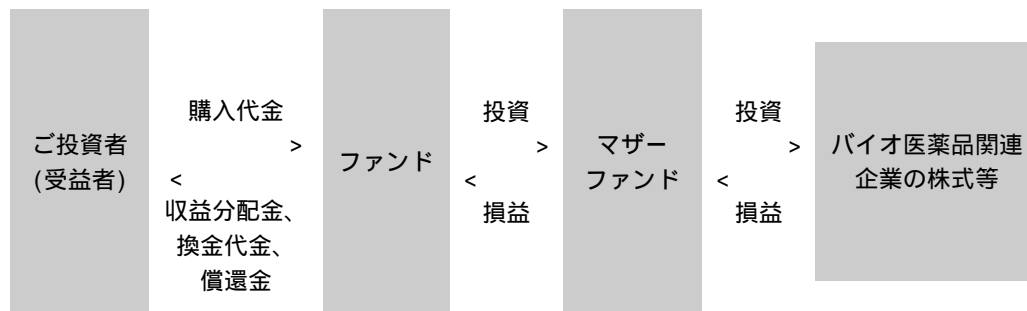 ご投資者
(受益者)
購入代金
>
<
収益分配金、
換金代金、
償還金
ファンド
投資
>
<
損益
マザー
ファンド
投資
>
<
損益
バイオ医薬品関連
企業の株式等